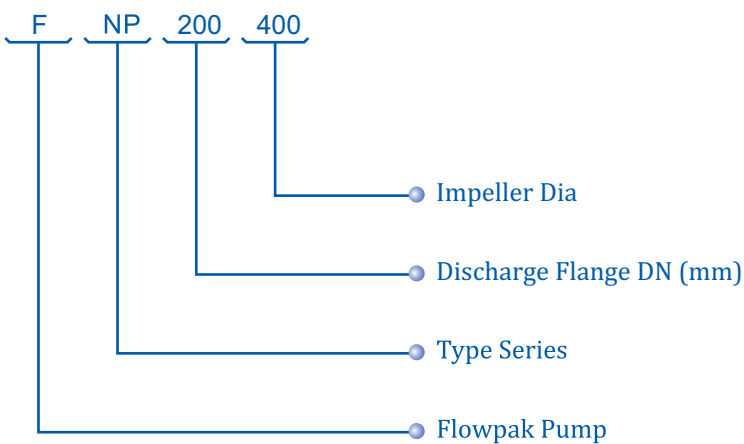 F NP 200 400
Impeller Dia
Discharge Flange DN (mm)
Type Series
Flowpak Pump